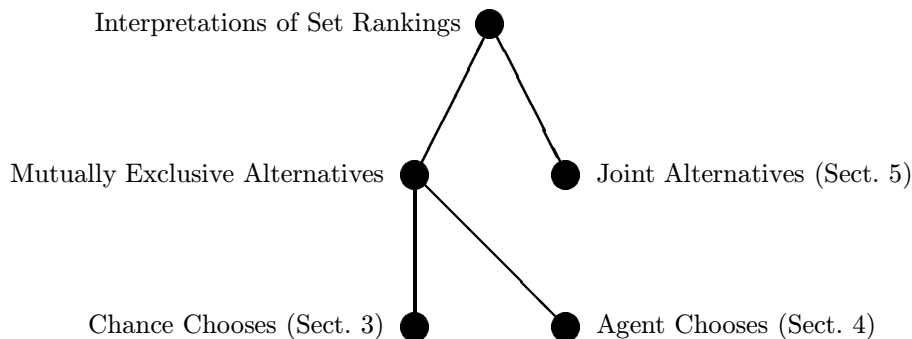 Interpretations of Set Rankings
Mutually Exclusive Alternatives
Joint Alternatives (Sect. 5)
Chance Chooses (Sect. 3)
Agent Chooses (Sect. 4)